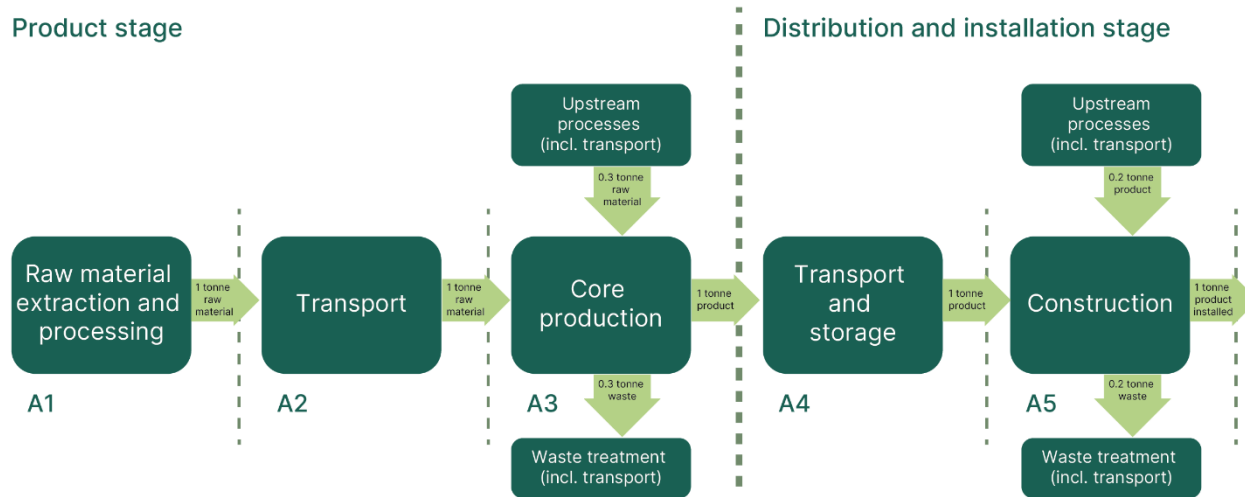 Product stage
Distribution and installation stage
Upstream
processes
(incl. transport)
Upstream
processes
(incl. transport)
0.3 tonne
raw
material
0.2 tonne
product
Raw material
extraction and
processing
1 tonne
raw
material
Transport
1 tonne
raw
material
Core
production
1 tonne
product
Transport
and
storage
1 tonne
product
Construction
1 tonne
product
installed
A1
A2
A3
0.3 tonne
waste
A4
A5
0.2 tonne
waste
Waste treatment
(incl. transport)
Waste treatment
(incl. transport)